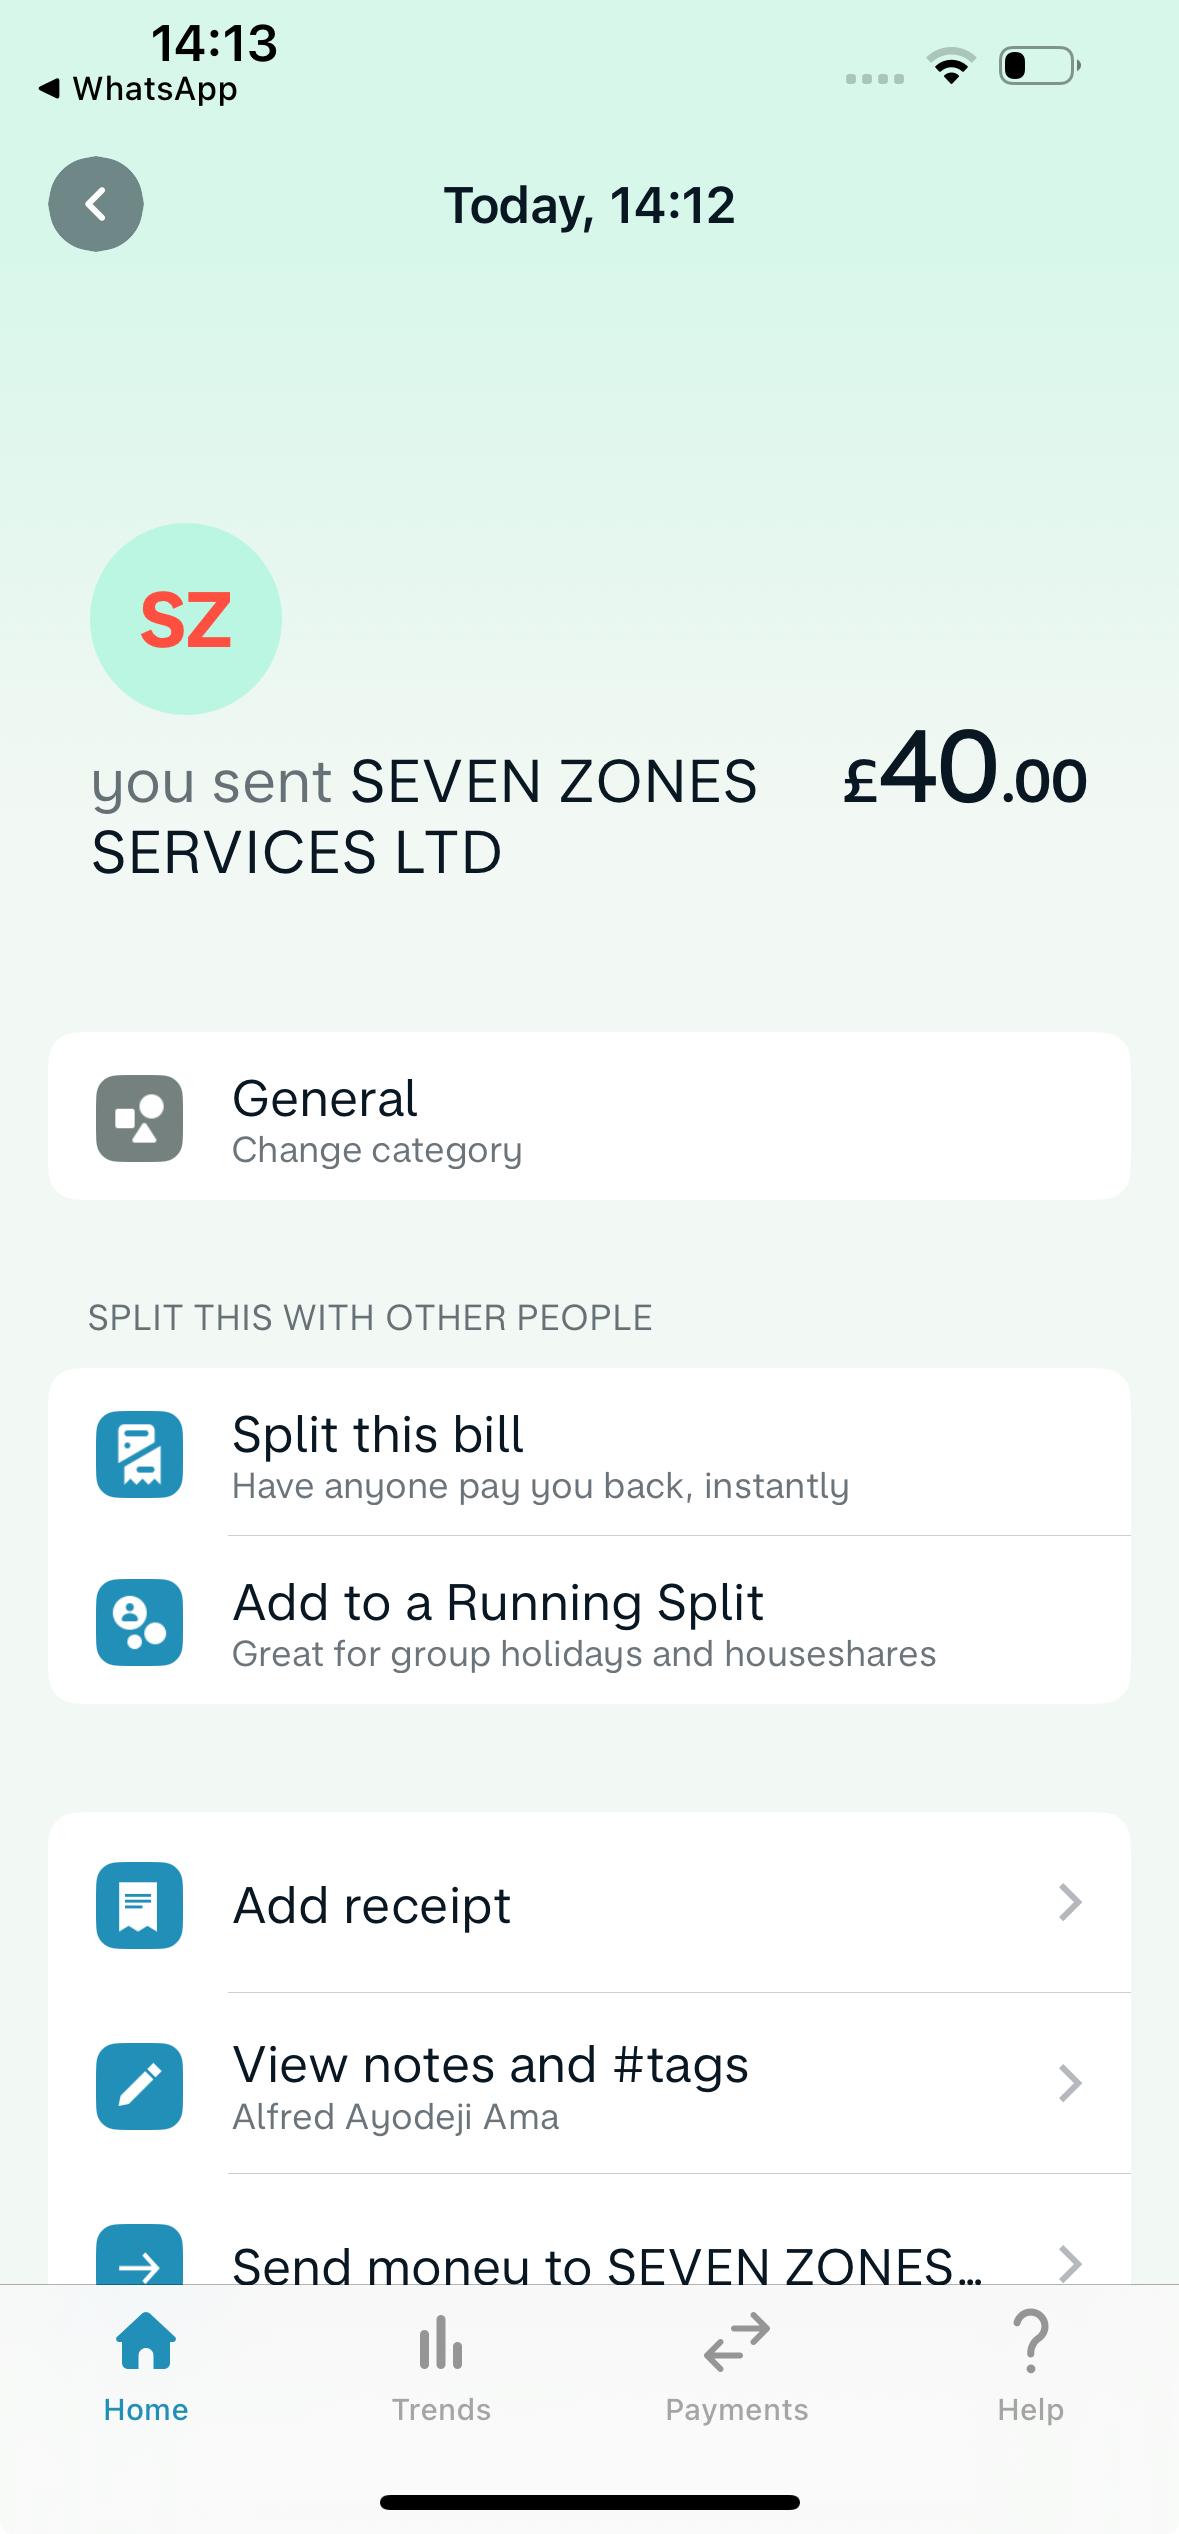 14:13
WhatsApp
Today, 14:12
SZ
you sent SEVEN ZONES
SERVICES LTD
£40.00
General
Change category
SPLIT THIS WITH OTHER PEOPLE
Split this bill
Have anyone pay you back, instantly
Add to a Running Split
Great for group holidays and houseshares
Add receipt
View notes and #tags
Alfred Ayodeji Ama
Send money to SEVEN ZONES...
Home
Trends
Payments
Help